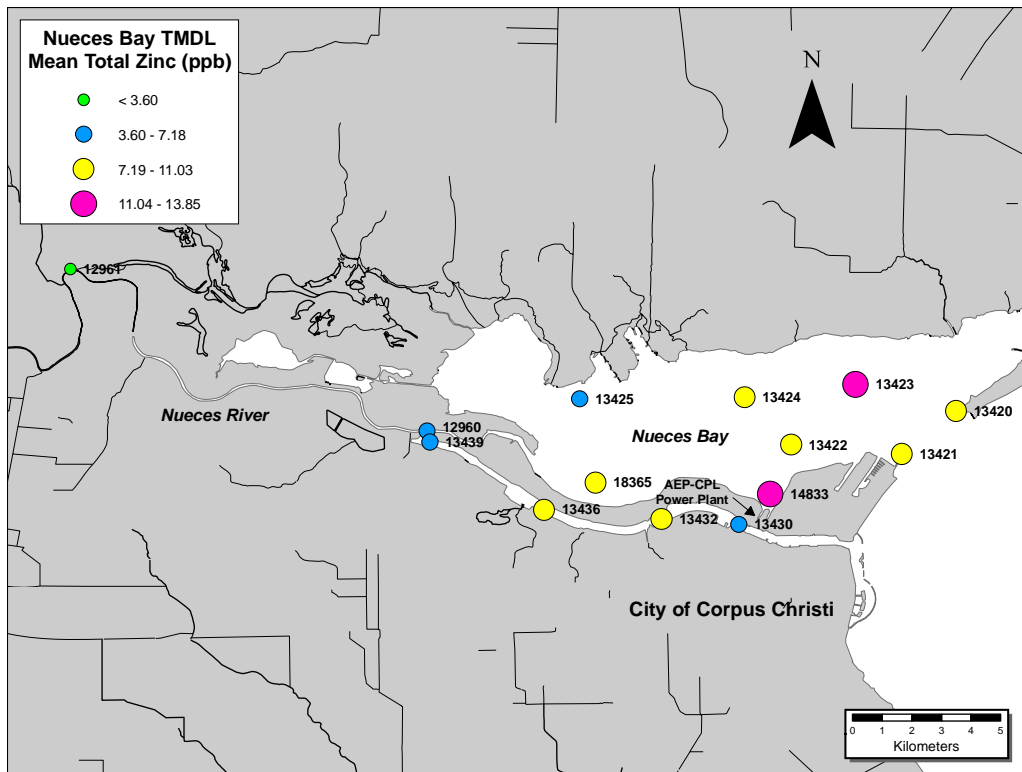 Nueces Bay TMDL
Mean Total Zinc (ppb)
< 3.60
3.60 - 7.18
7.19 - 11.03
11.04 - 13.85
N
12961
Nueces River
13425
13424
13423
13420
12960
13439
Nueces Bay
13422
13421
18365
AEP-CPL
Power Plant
14833
13436
13432
13430
City of Corpus Christi
0 1 2 3 4 5
Kilometers